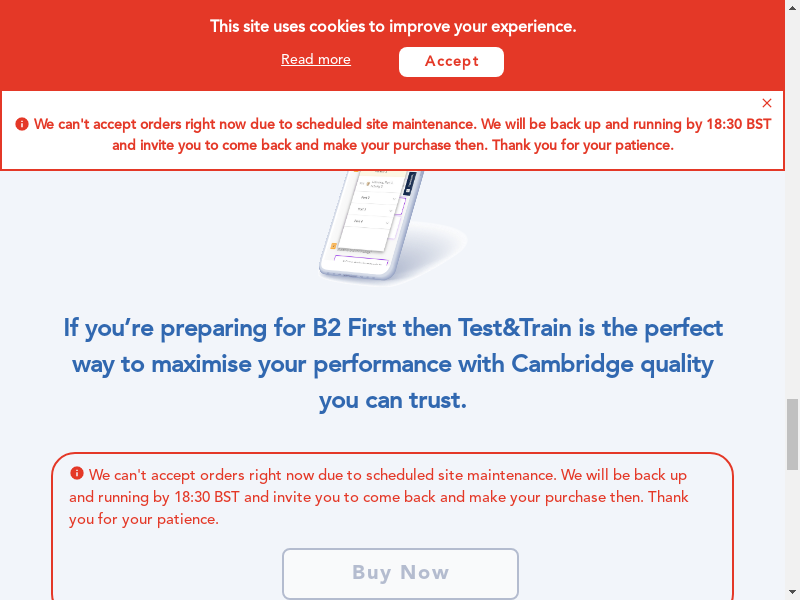 This site uses cookies to improve your experience.
Read more
Accept
We can't accept orders right now due to scheduled site maintenance. We will be back up and running by 18:30 BST
and invite you to come back and make your purchase then. Thank you for your patience.
If you’re preparing for B2 First then Test&Train is the perfect
way to maximise your performance with Cambridge quality
you can trust.
We can't accept orders right now due to scheduled site maintenance. We will be back up
and running by 18:30 BST and invite you to come back and make your purchase then. Thank
you for your patience.
Buy Now